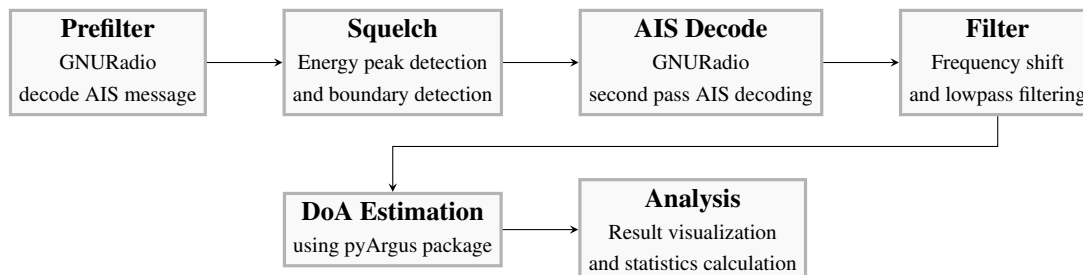 Prefilter
GNURadio
decode AIS message
Squelch
Energy peak detection
and boundary detection
AIS Decode
GNURadio
second pass AIS decoding
Filter
Frequency shift
and lowpass filtering
DoA Estimation
using pyArgus package
Analysis
Result visualization
and statistics calculation